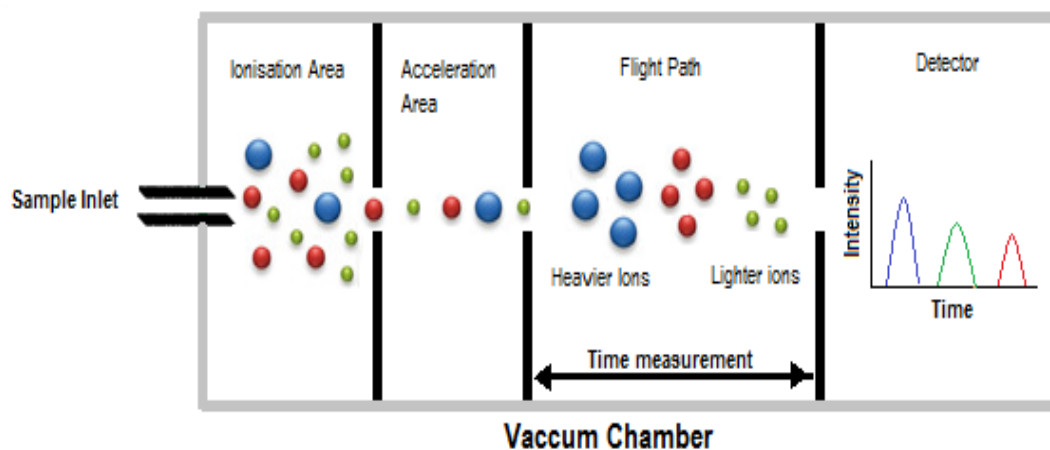 Ionisation Area
Acceleration
Area
Flight Path
Detector
Sample Inlet
Heavier Ions
Lighter ions
Intensity
Time
Time measurement
Vaccum Chamber